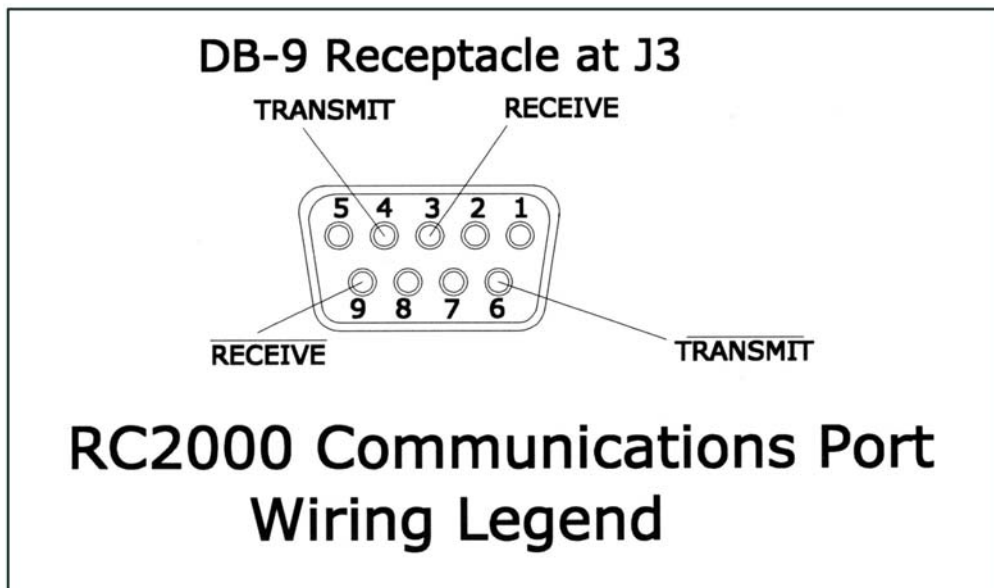 DB-9 Receptacle at J3
TRANSMIT RECEIVE
5 4 3 2 1
9 8 7 6
RECEIVE TRANSMIT
RC2000 Communications Port
Wiring Legend